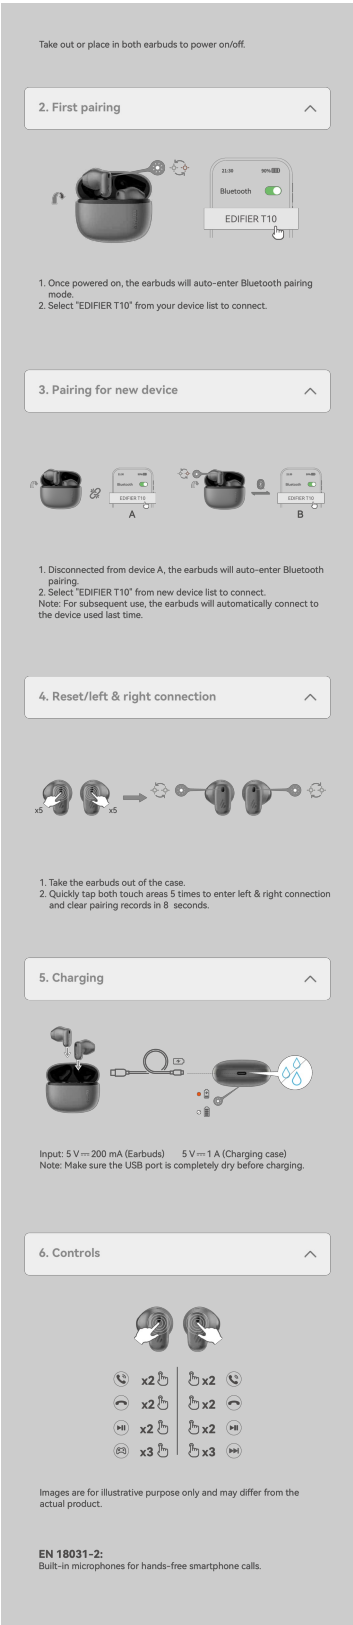 Take out or place in both earbuds to power on/off.
2. First pairing
11:30 90%
Bluetooth
EDIFIER T10
1. Once powered on, the earbuds will auto-enter Bluetooth pairing
mode.
2. Select "EDIFIER T10" from your device list to connect.
3. Pairing for new device
Bluetooth
EDIFIER T10
A
Bluetooth
EDIFIER T10
B
1. Disconnected from device A, the earbuds will auto-enter Bluetooth
pairing.
2. Select "EDIFIER T10" from new device list to connect.
Note: For subsequent use, the earbuds will automatically connect to
the device used last time.
4. Reset/left & right connection
x5 x5
1. Take the earbuds out of the case.
2. Quickly tap both touch areas 5 times to enter left & right connection
and clear pairing records in 8 seconds.
5. Charging
Input: 5 V⎓200 mA (Earbuds) 5 V⎓1 A (Charging case)
Note: Make sure the USB port is completely dry before charging.
6. Controls
x2 x2
x2 x2
x2 x2
x3 x3
Images are for illustrative purpose only and may differ from the
actual product.
EN 18031-2:
Built-in microphones for hands-free smartphone calls.